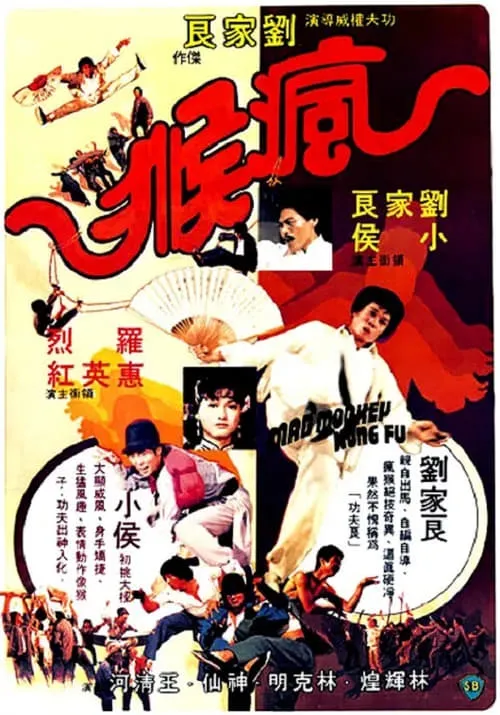 功夫權威導演
劉家良
傑作
瘋猴
劉家良
小侯
領銜主演
羅烈
惠英紅
領銜主演
MAD MONKEY
KUNG FU
劉家良
親自出馬、自編自導
瘋猴絕技奇異、逼真硬淨
果然不愧稱為
「功夫良」
小侯 初挑大樑
大顯威風、身手矯捷、
生猛風趣、表情動作像猴
子、功夫出神入化。
林輝煌·林克明·神仙·王清河
演
SB